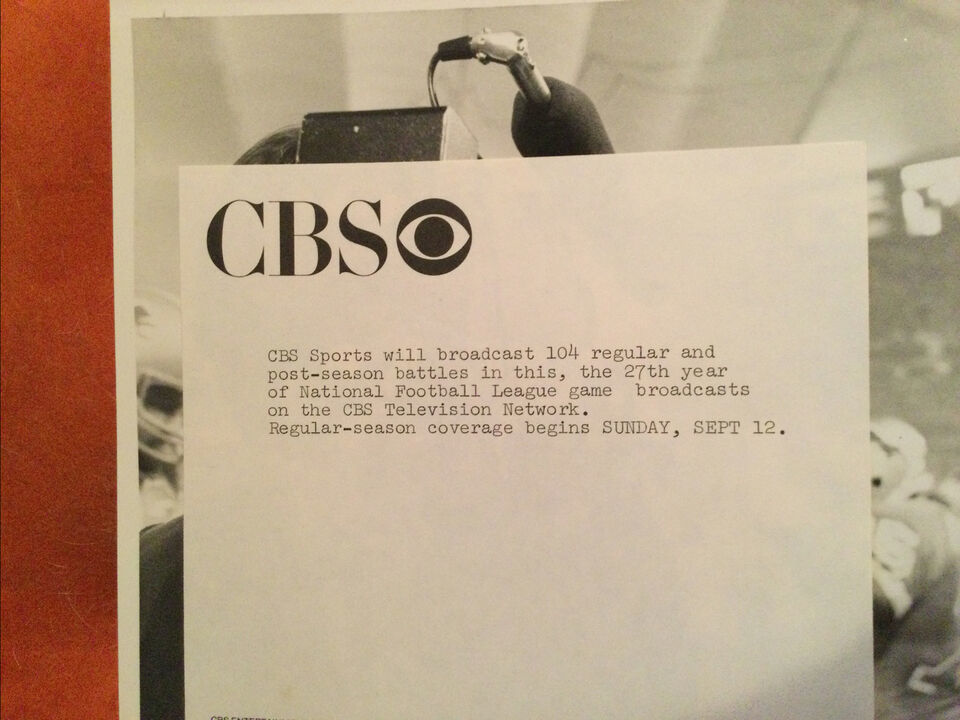 CBS
CBS Sports will broadcast 104 regular and
post-season battles in this, the 27th year
of National Football League game broadcasts
on the CBS Television Network.
Regular-season coverage begins SUNDAY, SEPT 12.